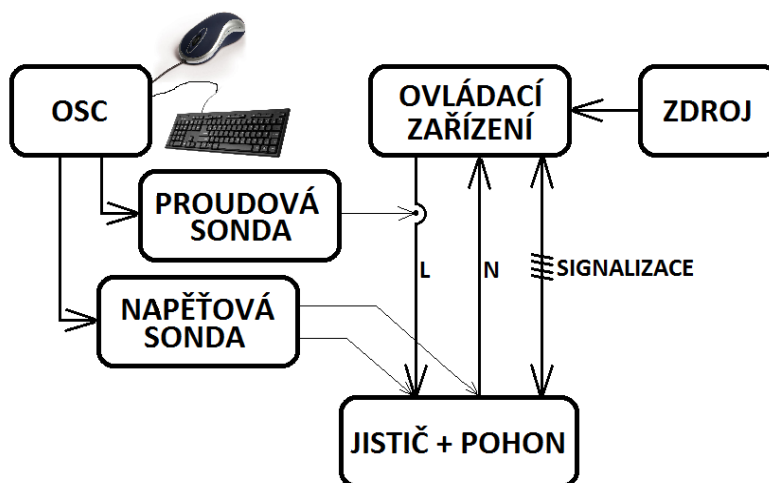 OSC
OVLÁDACÍ
ZAŘÍZENÍ
ZDROJ
PROUDOVÁ
SONDA
L
N
SIGNALIZACE
NAPĚŤOVÁ
SONDA
JISTIČ + POHON